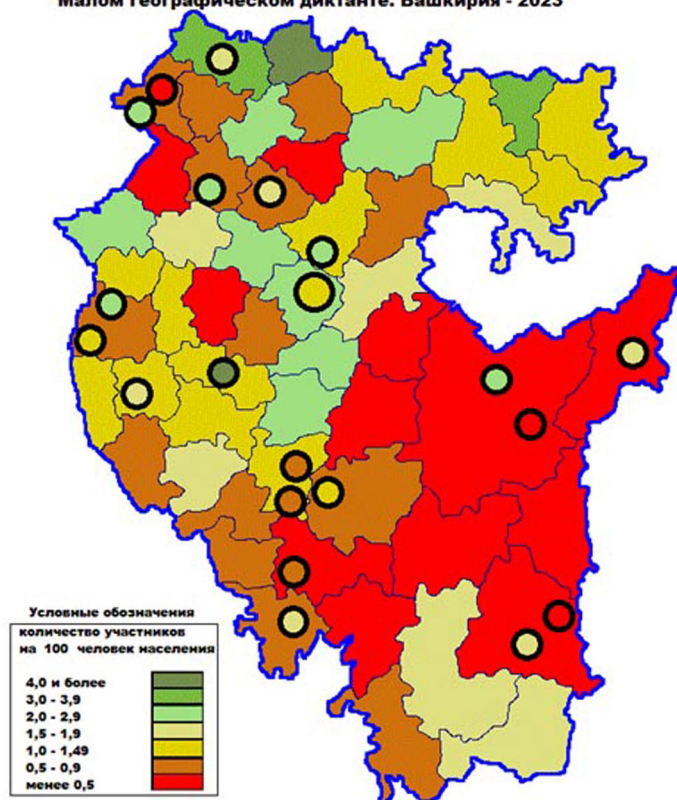 Малом географическом диктанте. Башкирия - 2023
Условные обозначения
количество участников
на 100 человек населения
4,0 и более
3,0 - 3,9
2,0 - 2,9
1,5 - 1,9
1,0 - 1,49
0,5 - 0,9
менее 0,5